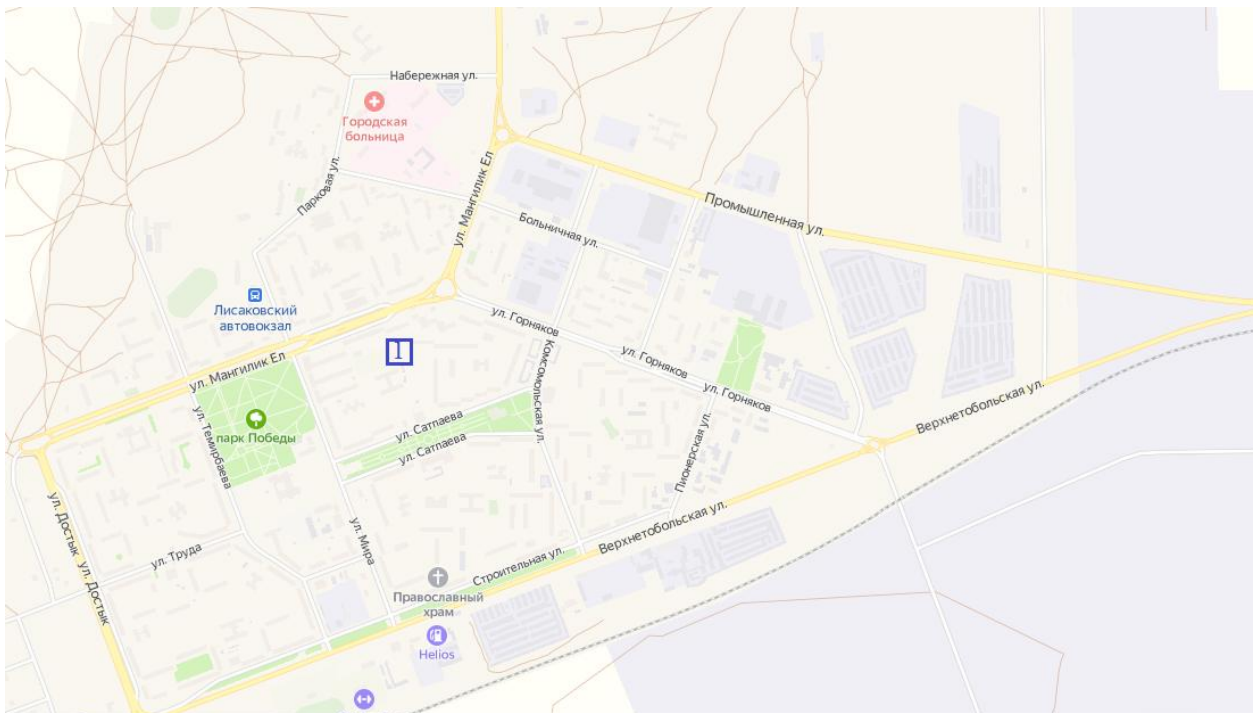 Набережная ул.
Городская
больница
Парковая ул.
ул. Мангилик Ел
Больничная ул.
Промышленная ул.
Лисаковский
автовокзал
ул. Мангилик Ел
I
ул. Горняков
Комсомольская ул.
ул. Горняков
ул. Горняков
Верхнетобольская ул.
парк Победы
ул. Темирбаева
ул. Сатпаева
ул. Сатпаева
Пионерская ул.
ул. Достык
ул. Достык
ул. Труда
ул. Мира
Верхнетобольская ул.
Строительная ул.
Православный
храм
Helios